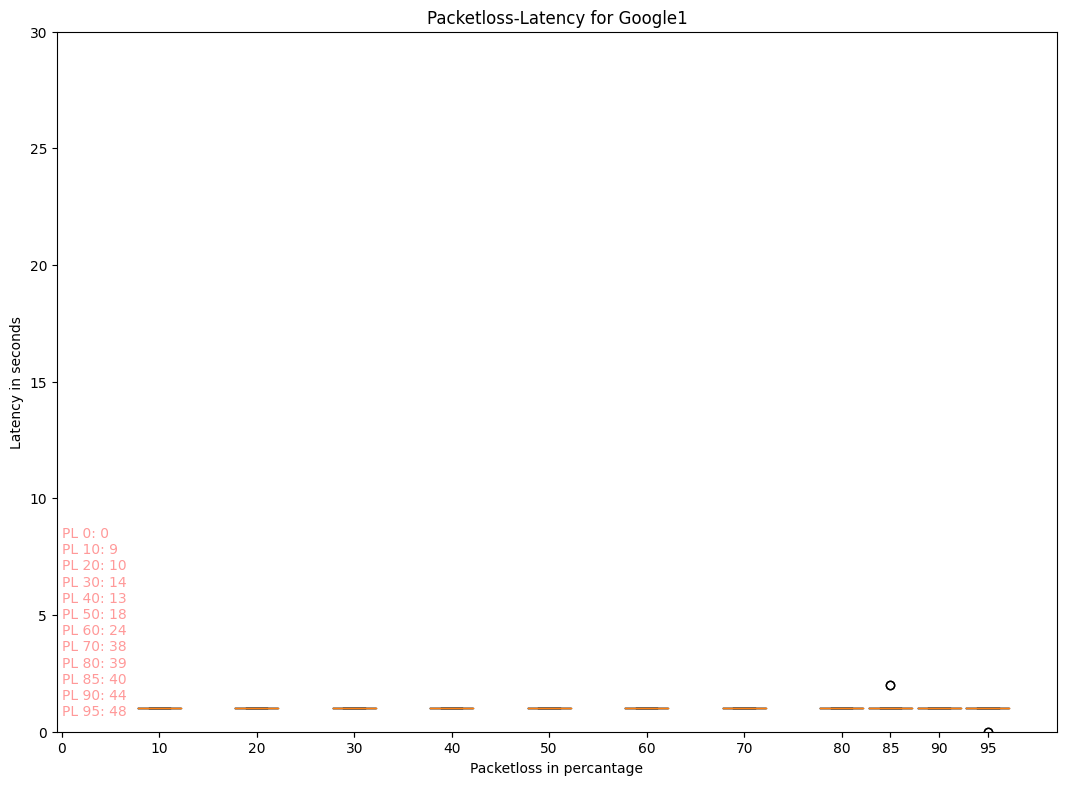 Packetloss-Latency for Google1
30
25
20
15
10
5
0
Latency in seconds
PL 0: 0
PL 10: 9
PL 20: 10
PL 30: 14
PL 40: 13
PL 50: 18
PL 60: 24
PL 70: 38
PL 80: 39
PL 85: 40
PL 90: 44
PL 95: 48
0 10 20 30 40 50 60 70 80 85 90 95
Packetloss in percantage